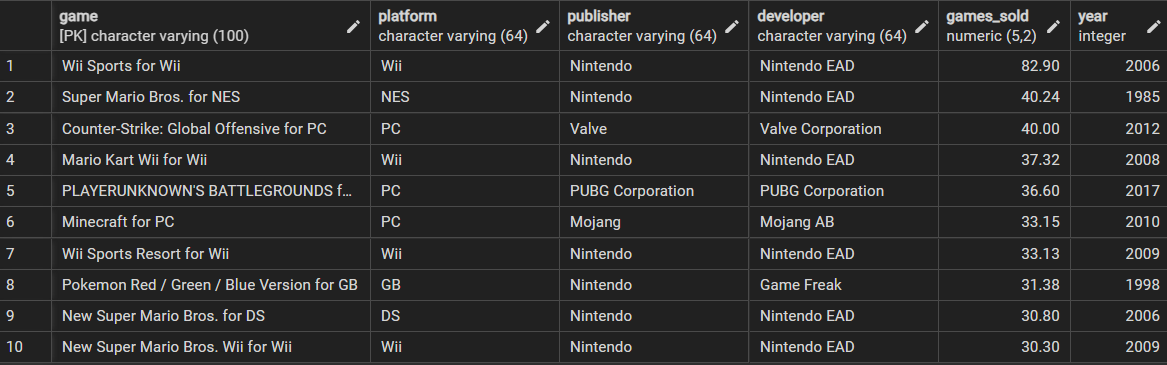 game platform publisher developer games_sold year
[PK] character varying (100) character varying (64) character varying (64) character varying (64) numeric (5,2) integer
1 Wii Sports for Wii Wii Nintendo Nintendo EAD 82.90 2006
2 Super Mario Bros. for NES NES Nintendo Nintendo EAD 40.24 1985
3 Counter-Strike: Global Offensive for PC PC Valve Valve Corporation 40.00 2012
4 Mario Kart Wii for Wii Wii Nintendo Nintendo EAD 37.32 2008
5 PLAYERUNKNOWN'S BATTLEGROUNDS f... PC PUBG Corporation PUBG Corporation 36.60 2017
6 Minecraft for PC PC Mojang Mojang AB 33.15 2010
7 Wii Sports Resort for Wii Wii Nintendo Nintendo EAD 33.13 2009
8 Pokemon Red / Green / Blue Version for GB GB Nintendo Game Freak 31.38 1998
9 New Super Mario Bros. for DS DS Nintendo Nintendo EAD 30.80 2006
10 New Super Mario Bros. Wii for Wii Wii Nintendo Nintendo EAD 30.30 2009